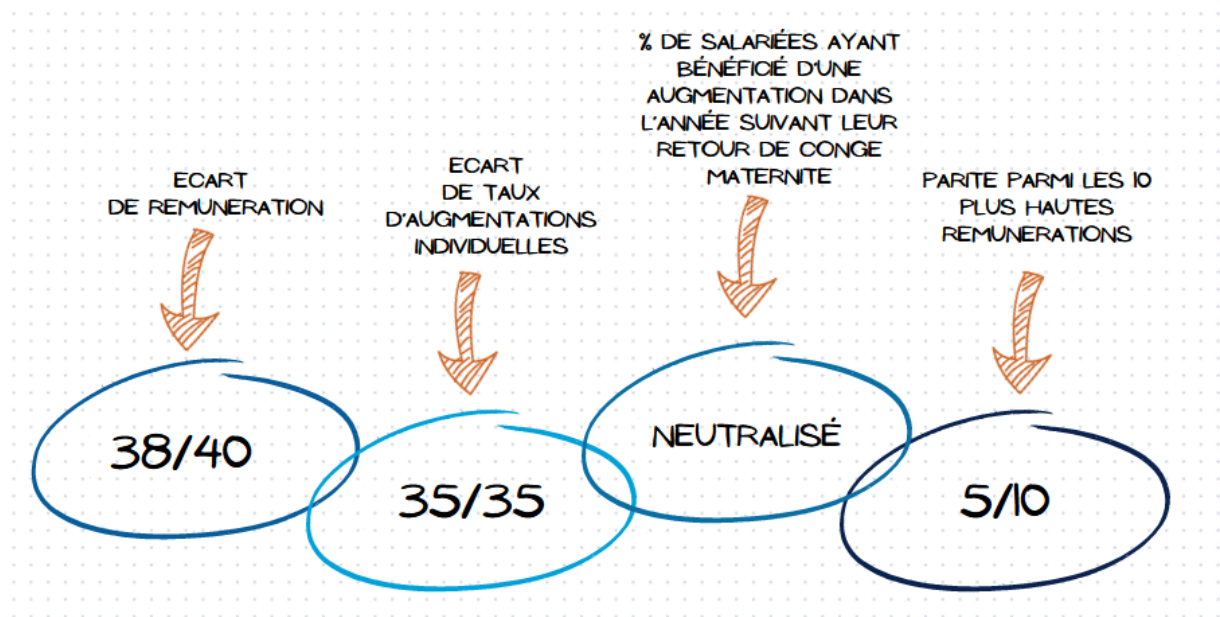 ECART
DE REMUNERATION
38/40
ECART
DE TAUX
D'AUGMENTATIONS
INDIVIDUELLES
35/35
% DE SALARIÉES AYANT
BÉNÉFICIÉ D'UNE
AUGMENTATION DANS
L'ANNÉE SUIVANT LEUR
RETOUR DE CONGE
MATERNITE
NEUTRALISÉ
PARITE PARMI LES 10
PLUS HAUTES
REMUNERATIONS
5/10